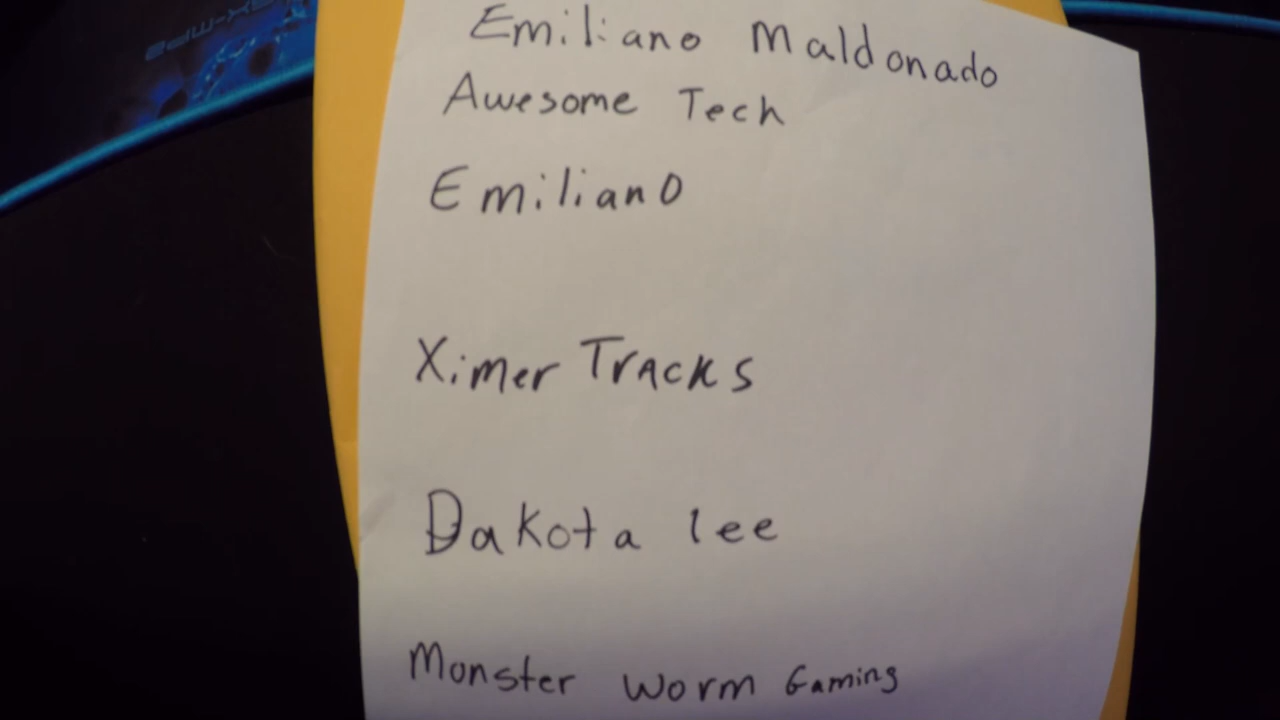 Emiliano Maldonado
Awesome Tech
Emiliano
Ximer Tracks
Dakota lee
Monster Worm Gaming